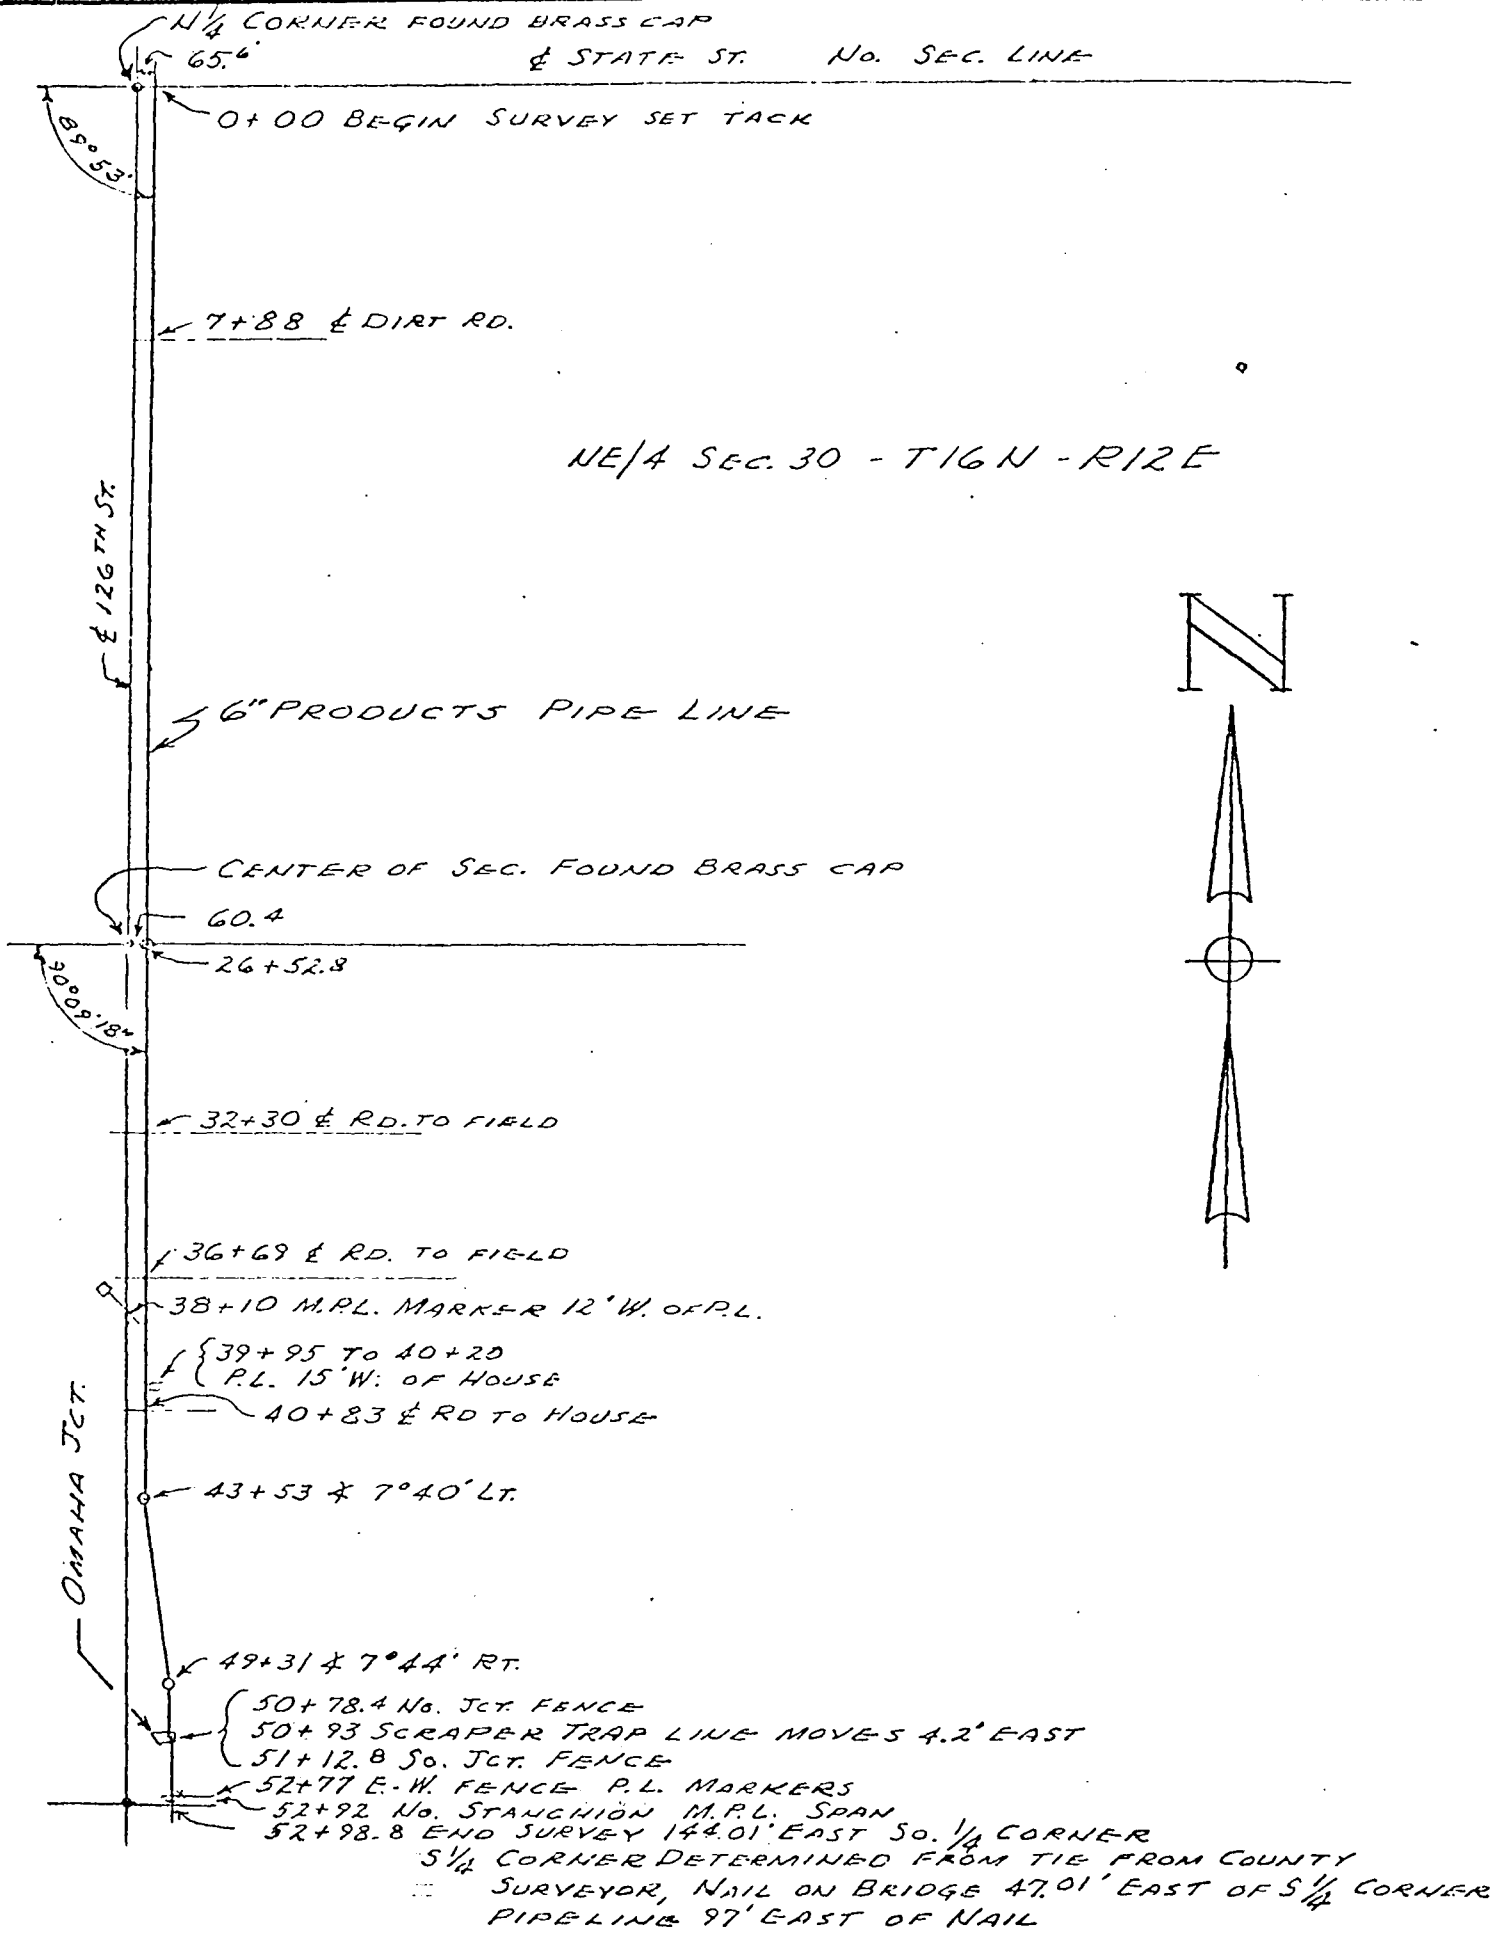 N 1/4 CORNER FOUND BRASS CAP
65.6'
℄ STATE ST. No. SEC. LINE
0+00 BEGIN SURVEY SET TACK
89°53'
7+88 ℄ DIRT RD.
NE/4 SEC. 30 - T16N - R12E
℄ 126TH ST.
N
6" PRODUCTS PIPE LINE
CENTER OF SEC. FOUND BRASS CAP
60.4
26+52.8
90°09'18"
32+30 ℄ RD. TO FIELD
36+69 ℄ RD. TO FIELD
38+10 M.P.L. MARKER 12' W. OF P.L.
39+95 TO 40+20
P.L. 15' W. OF HOUSE
40+83 ℄ RD TO HOUSE
OMAHA JCT.
43+53 ∡ 7°40' LT.
49+31 ∡ 7°44' RT.
50+78.4 No. JCT. FENCE
50+93 SCRAPER TRAP LINE MOVES 4.2' EAST
51+12.8 So. JCT. FENCE
52+77 E.-W. FENCE P.L. MARKERS
52+92 No. STANCHION M.P.L. SPAN
52+98.8 END SURVEY 144.01' EAST So. 1/4 CORNER
S 1/4 CORNER DETERMINED FROM TIE FROM COUNTY
SURVEYOR, NAIL ON BRIDGE 47.01' EAST OF S 1/4 CORNER
PIPELINE 97' EAST OF NAIL